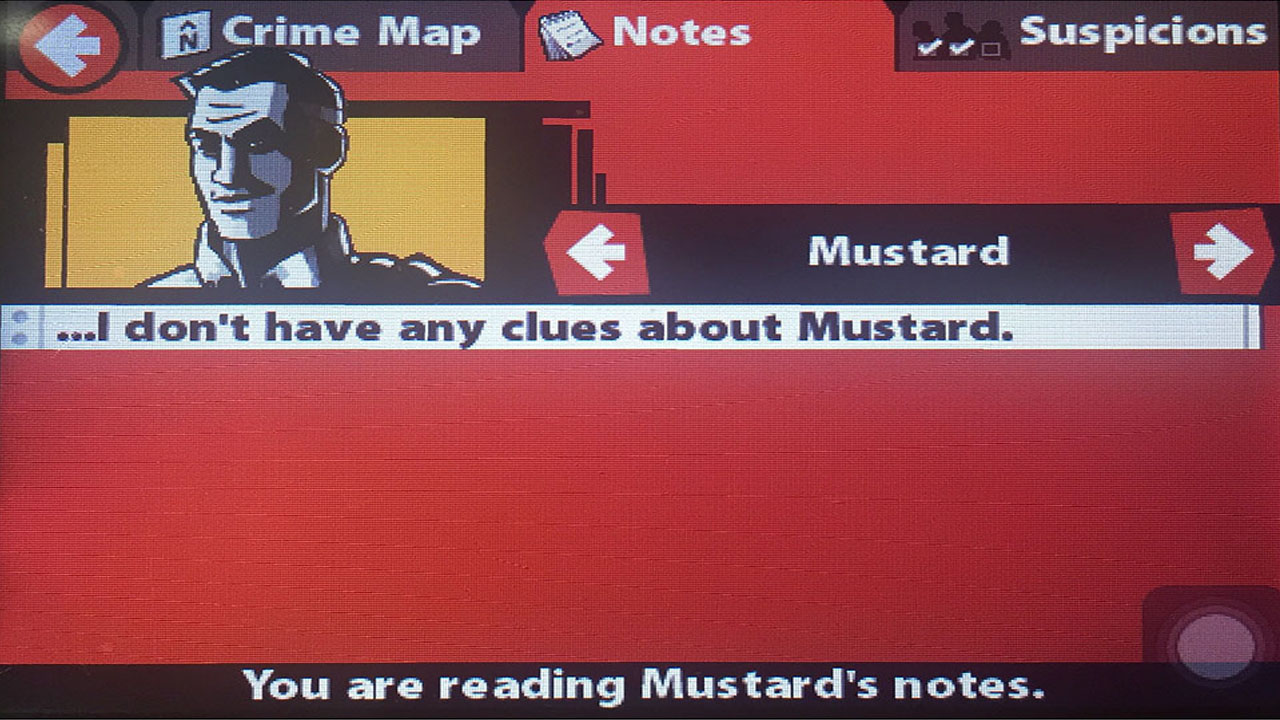 Crime Map
Notes
Suspicions
Mustard
...I don't have any clues about Mustard.
You are reading Mustard's notes.